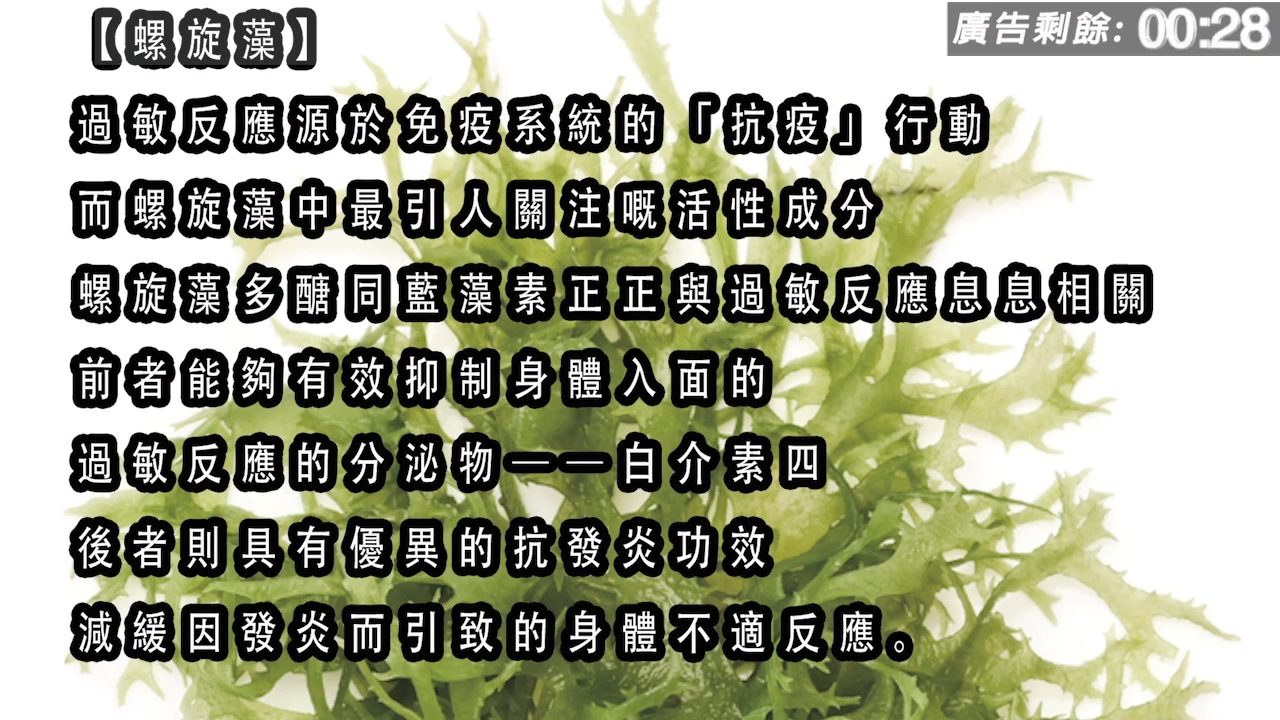 【螺旋藻】
廣告剩餘: 00:28
過敏反應源於免疫系統的『抗疫』行動
而螺旋藻中最引人關注嘅活性成分
螺旋藻多醣同藍藻素正正與過敏反應息息相關
前者能夠有效抑制身體入面的
過敏反應的分泌物——白介素四
後者則具有優異的抗發炎功效
減緩因發炎而引致的身體不適反應。